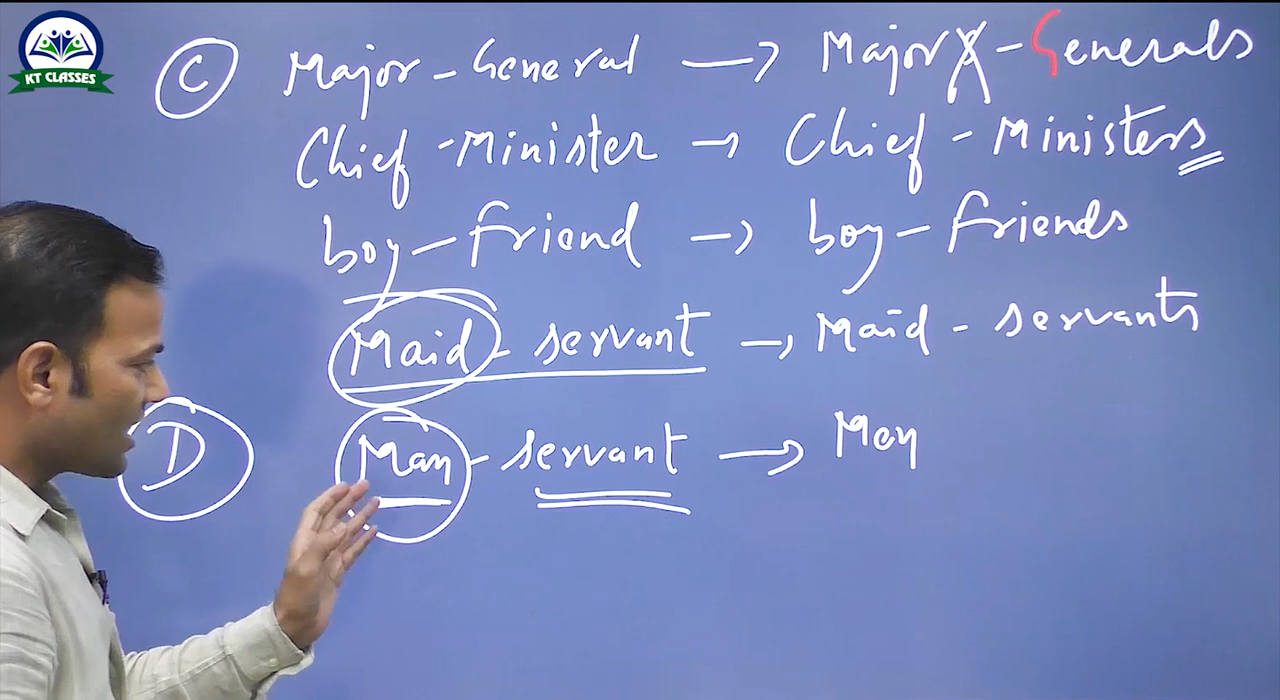 KT CLASSES
C Major-General → Major - Generals
Chief-Minister → Chief-Ministers
boy-friend → boy-friends
Maid-servant → Maid-servants
D Man-servant → Men